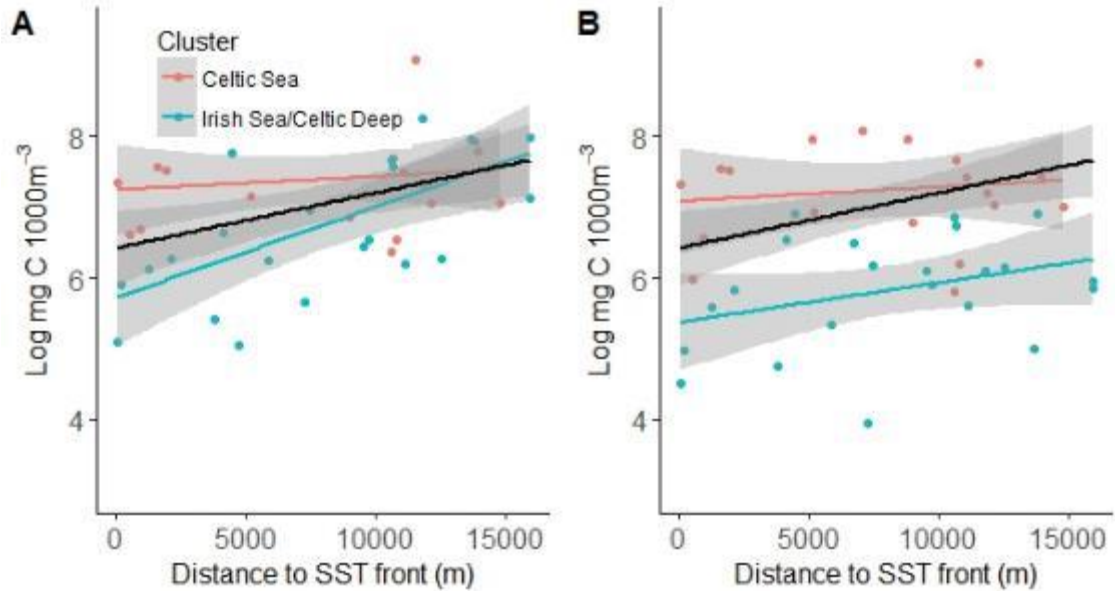 A
Cluster
Celtic Sea
Irish Sea/Celtic Deep
Log mg C 1000m⁻³
8
6
4
0 5000 10000 15000
Distance to SST front (m)
B
Log mg C 1000m⁻³
8
6
4
0 5000 10000 15000
Distance to SST front (m)